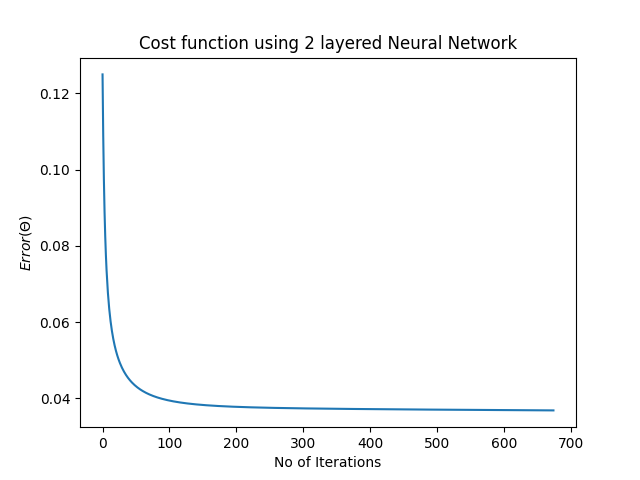 Cost function using 2 layered Neural Network
0.12
0.10
0.08
0.06
0.04
Error(Θ)
0 100 200 300 400 500 600 700
No of Iterations